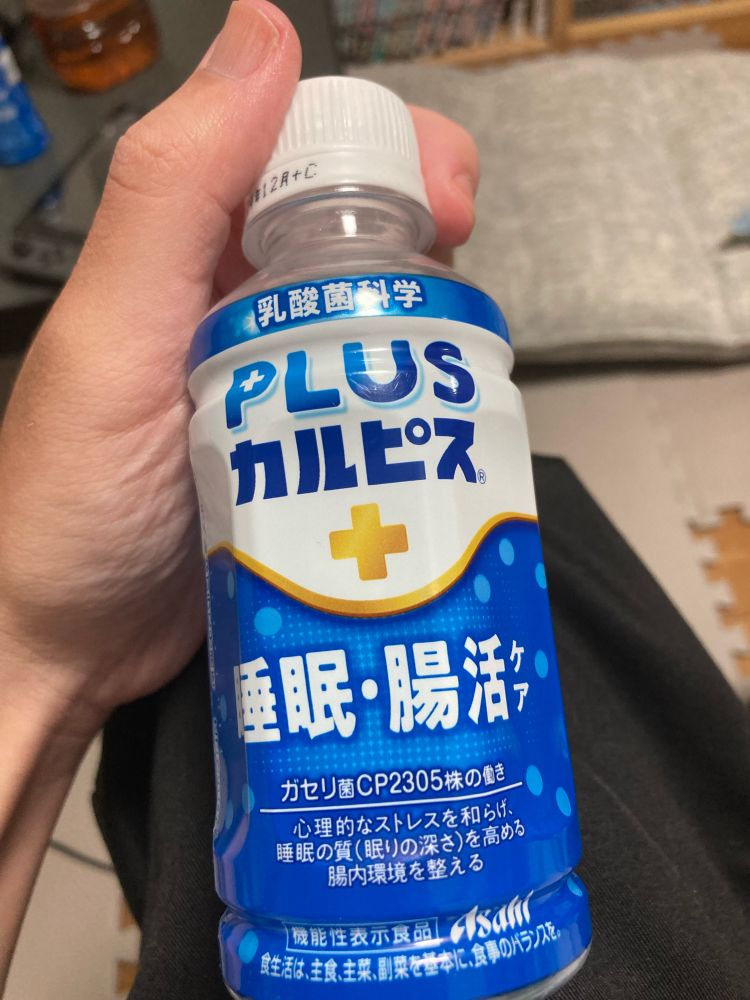 12月+C
乳酸菌科学
PLUS
カルピス®
睡眠・腸活ケア
ガセリ菌CP2305株の働き
心理的なストレスを和らげ、
睡眠の質(眠りの深さ)を高める
腸内環境を整える
機能性表示食品 Asahi
食生活は、主食、主菜、副菜を基本に、食事のバランスを。